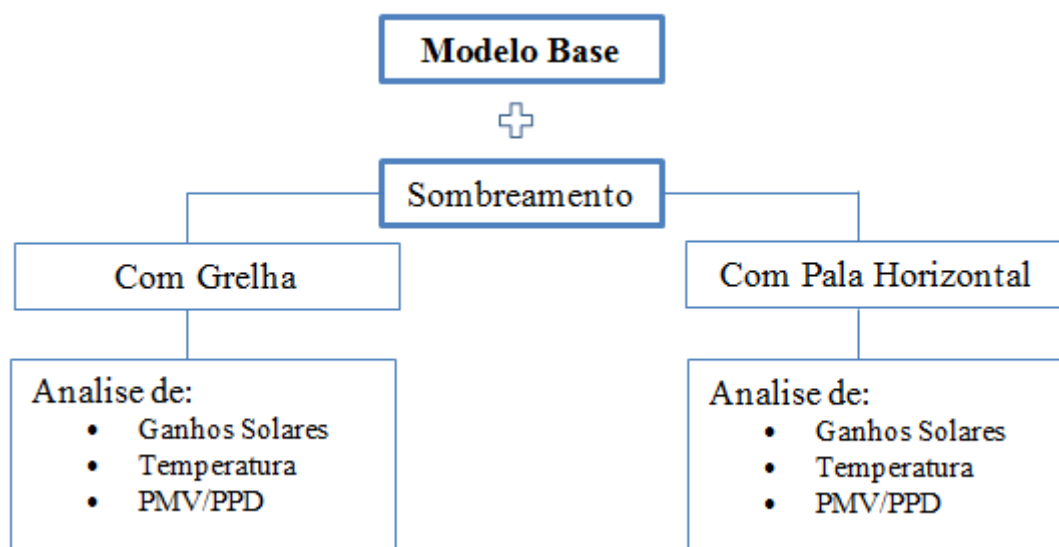 Modelo Base
Sombreamento
Com Grelha
Com Pala Horizontal
Analise de:
• Ganhos Solares
• Temperatura
• PMV/PPD
Analise de:
• Ganhos Solares
• Temperatura
• PMV/PPD